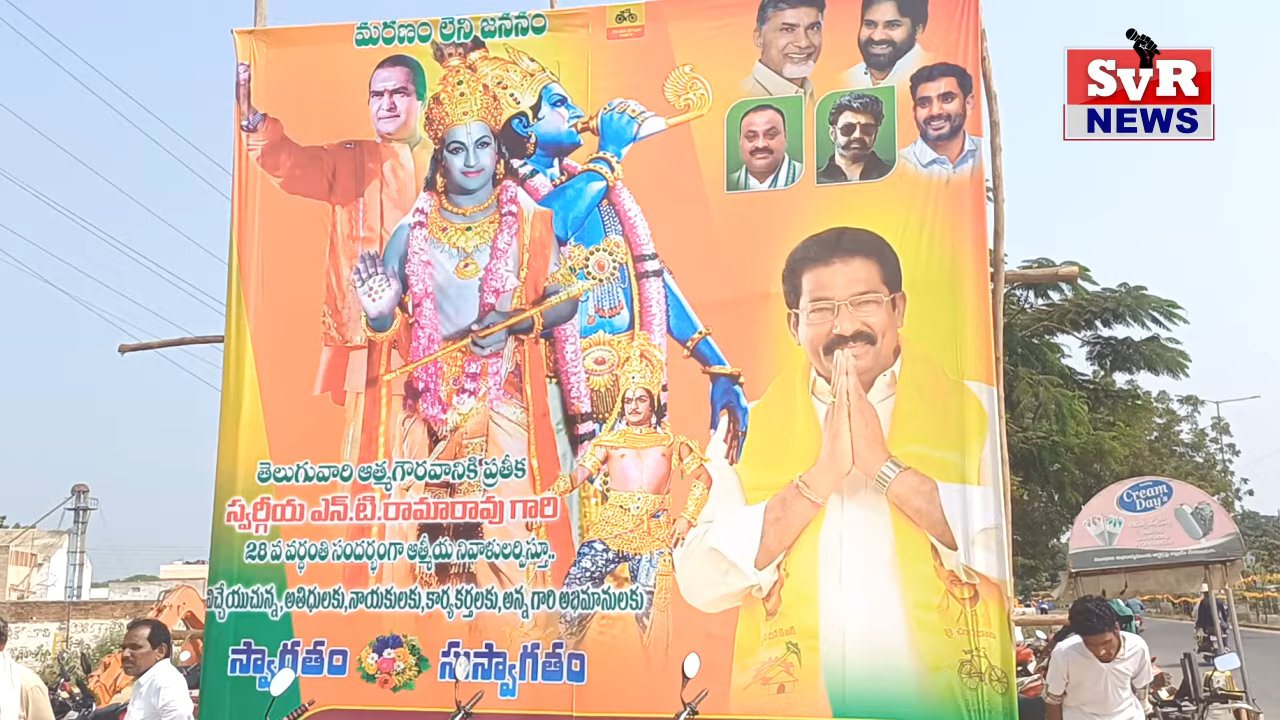 మరణం లేని జననం
SVR
NEWS
తెలుగువారి ఆత్మగౌరవానికి ప్రతీక
స్వర్గీయ ఎన్.టి.రామారావు గారి
28 వ వర్ధంతి సందర్భంగా ఆత్మీయ నివాళులర్పిస్తూ..
విచ్చేయుచున్న, అతిధులకు, నాయకులకు, కార్యకర్తలకు, అన్న గారి అభిమానులకు
స్వాగతం సుస్వాగతం
Cream
Day's